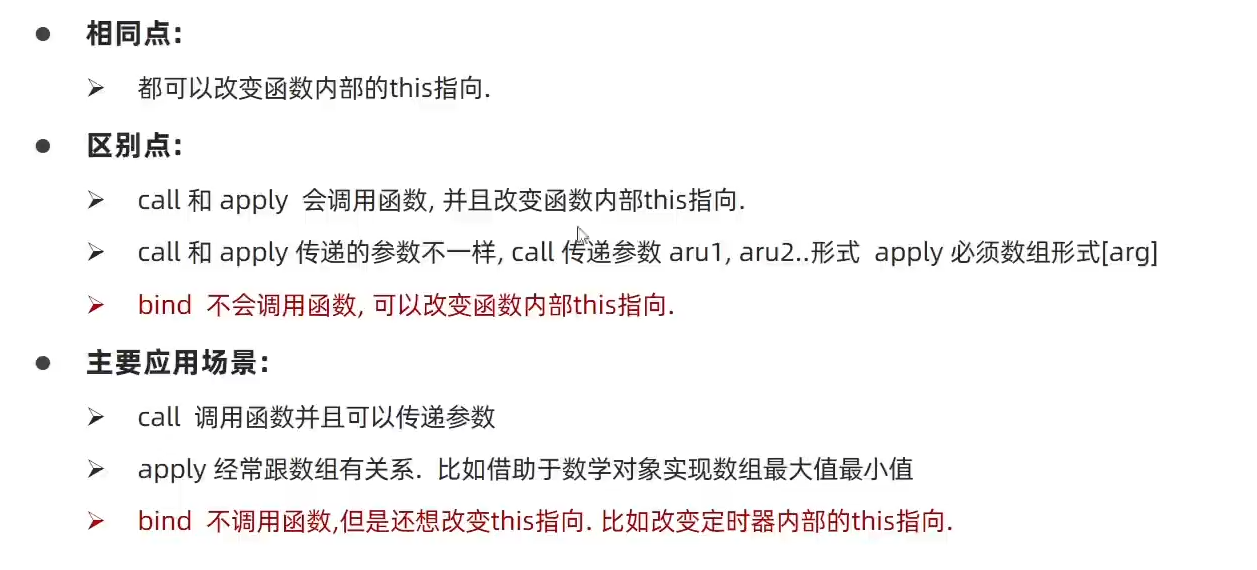 相同点:
都可以改变函数内部的this指向.
区别点:
call 和 apply 会调用函数, 并且改变函数内部this指向.
call 和 apply 传递的参数不一样, call 传递参数 aru1, aru2..形式 apply 必须数组形式[arg]
bind 不会调用函数, 可以改变函数内部this指向.
主要应用场景:
call 调用函数并且可以传递参数
apply 经常跟数组有关系. 比如借助于数学对象实现数组最大值最小值
bind 不调用函数,但是还想改变this指向. 比如改变定时器内部的this指向.